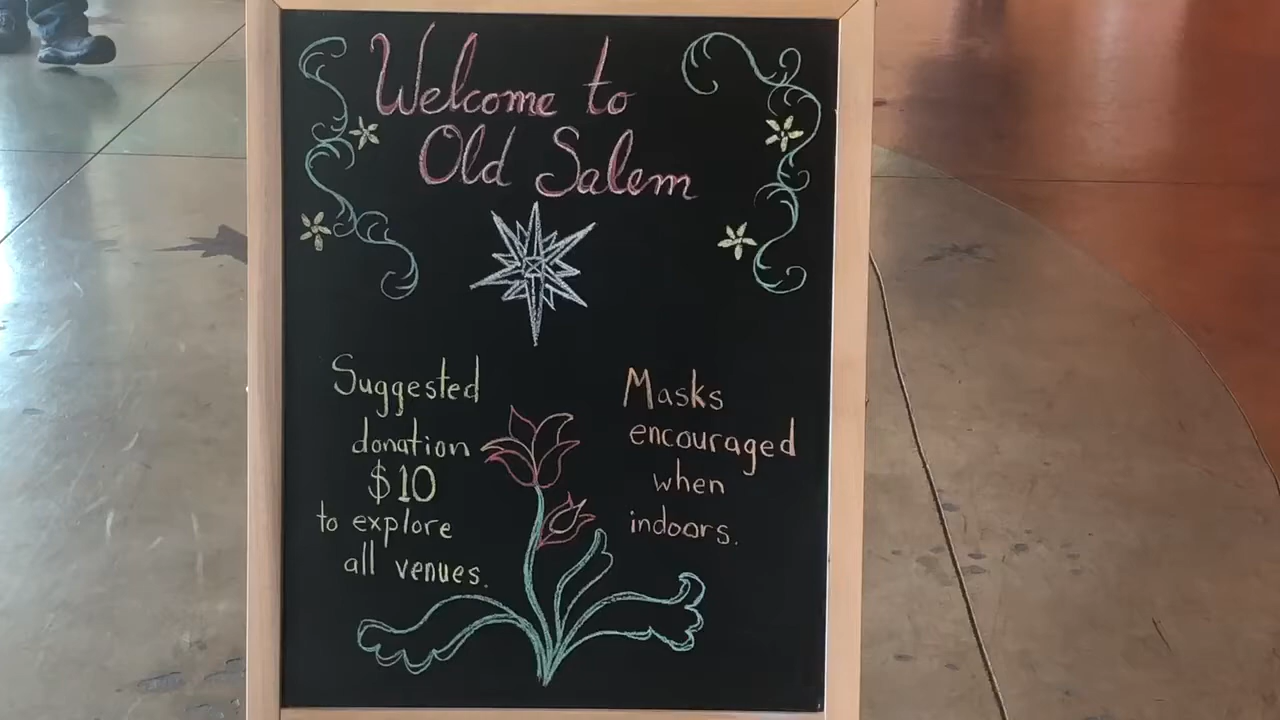 Welcome to
Old Salem
Suggested
donation
$10
to explore
all venues.
Masks
encouraged
when
indoors.